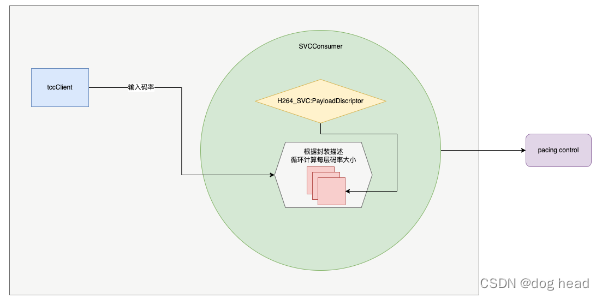 SVCConsumer
tccClient
输入码率
H264_SVC:PayloadDiscriptor
根据封装描述
循环计算每层码率大小
pacing control
CSDN @dog head